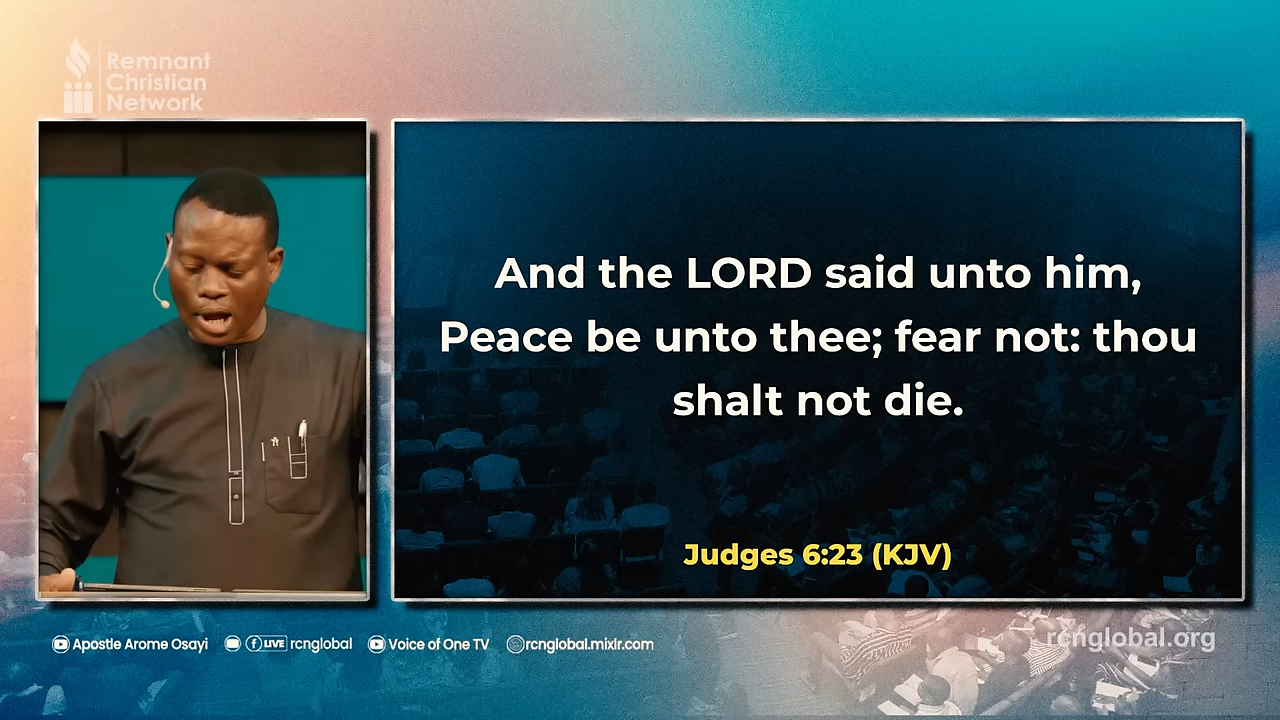 Remnant
Christian
Network
And the LORD said unto him,
Peace be unto thee; fear not: thou
shalt not die.
Judges 6:23 (KJV)
Apostle Arome Osayi
LIVE rcnglobal
Voice of One TV
rcnglobal.mixlr.com
rcnglobal.org